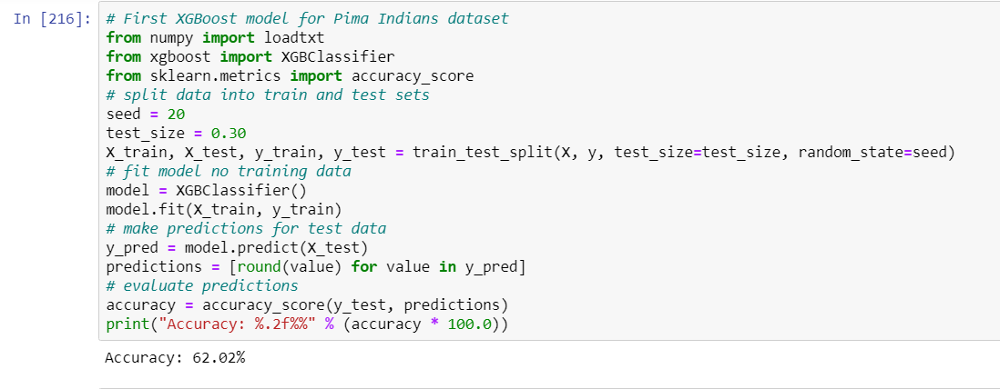 In [216]: # First XGBoost model for Pima Indians dataset
from numpy import loadtxt
from xgboost import XGBClassifier
from sklearn.metrics import accuracy_score
# split data into train and test sets
seed = 20
test_size = 0.30
X_train, X_test, y_train, y_test = train_test_split(X, y, test_size=test_size, random_state=seed)
# fit model no training data
model = XGBClassifier()
model.fit(X_train, y_train)
# make predictions for test data
y_pred = model.predict(X_test)
predictions = [round(value) for value in y_pred]
# evaluate predictions
accuracy = accuracy_score(y_test, predictions)
print("Accuracy: %.2f%%" % (accuracy * 100.0))
Accuracy: 62.02%